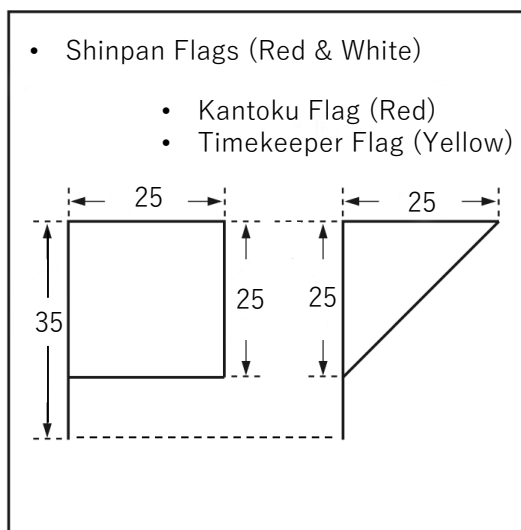 • Shinpan Flags (Red & White)
• Kantoku Flag (Red)
• Timekeeper Flag (Yellow)
25 25
35 25 25